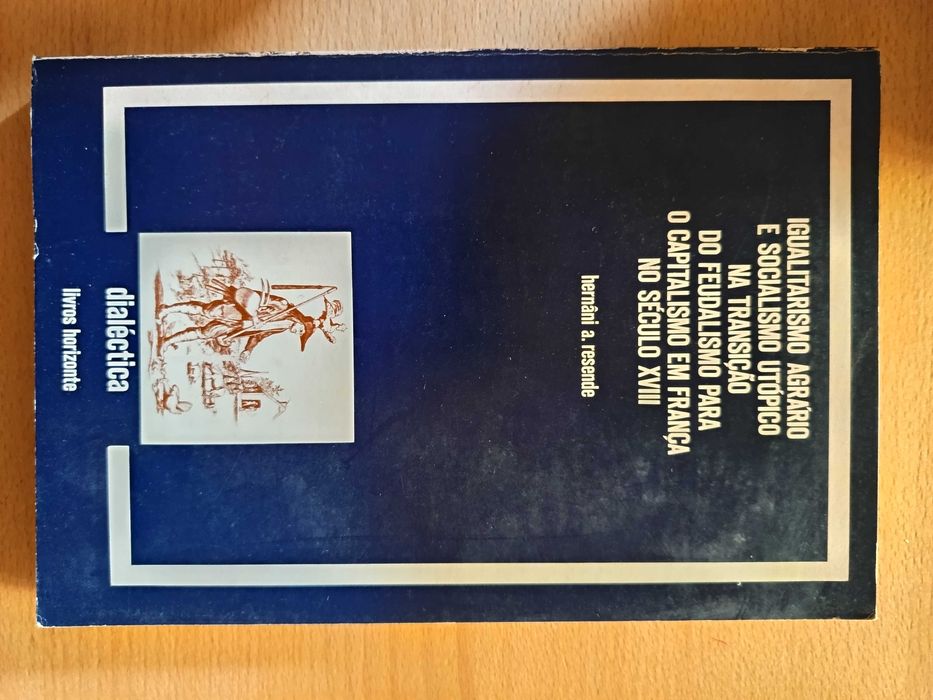 IGUALITARISMO AGRÁRIO
E SOCIALISMO UTÓPICO
NA TRANSIÇÃO
DO FEUDALISMO PARA
O CAPITALISMO EM FRANÇA
NO SÉCULO XVIII
hernâni a. resende
dialéctica
livros horizonte